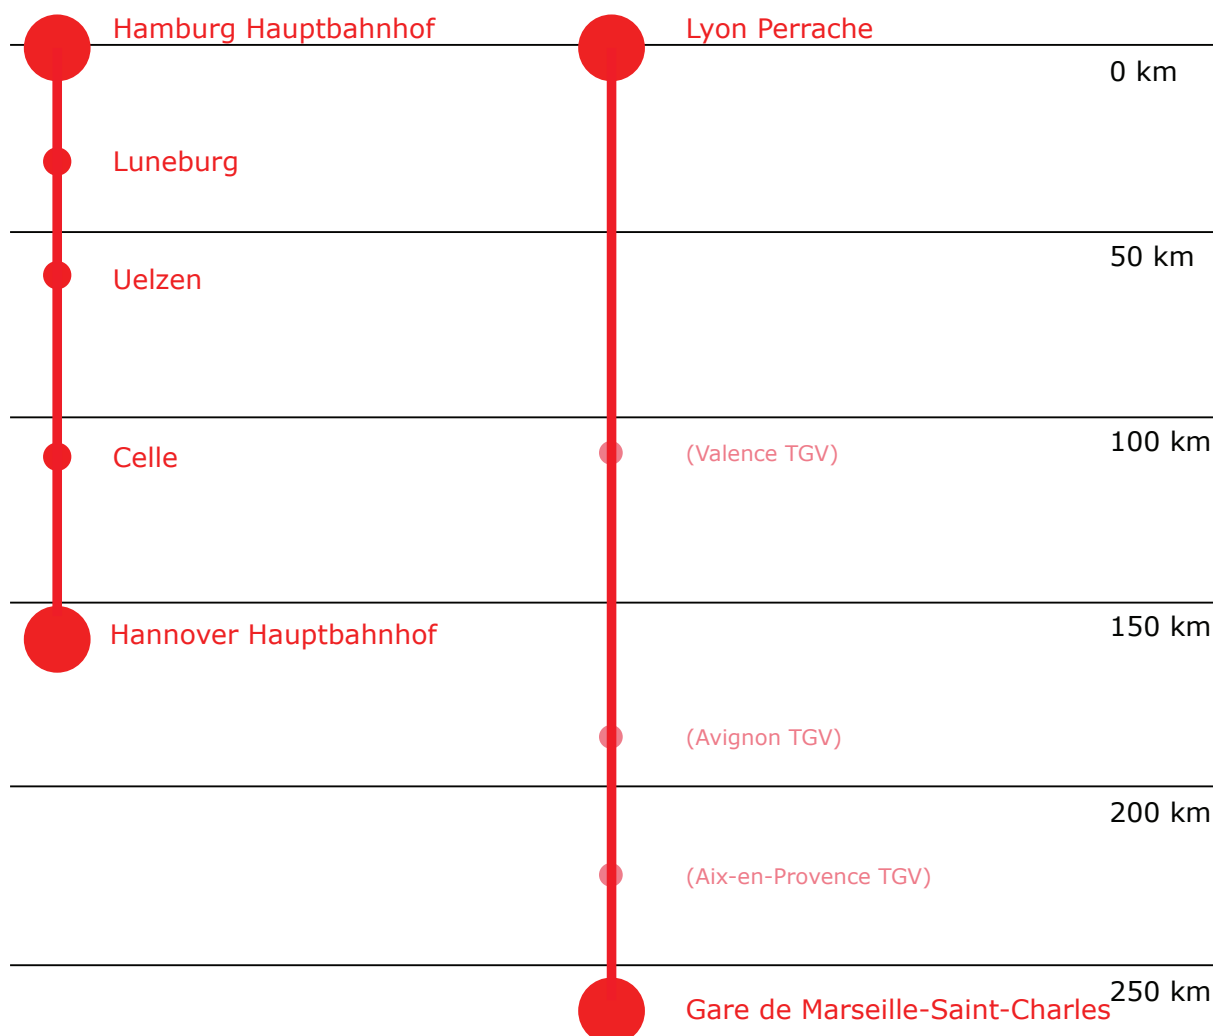 Hamburg Hauptbahnhof
Lyon Perrache
0 km
Luneburg
50 km
Uelzen
100 km
Celle
(Valence TGV)
150 km
Hannover Hauptbahnhof
(Avignon TGV)
200 km
(Aix-en-Provence TGV)
250 km
Gare de Marseille-Saint-Charles